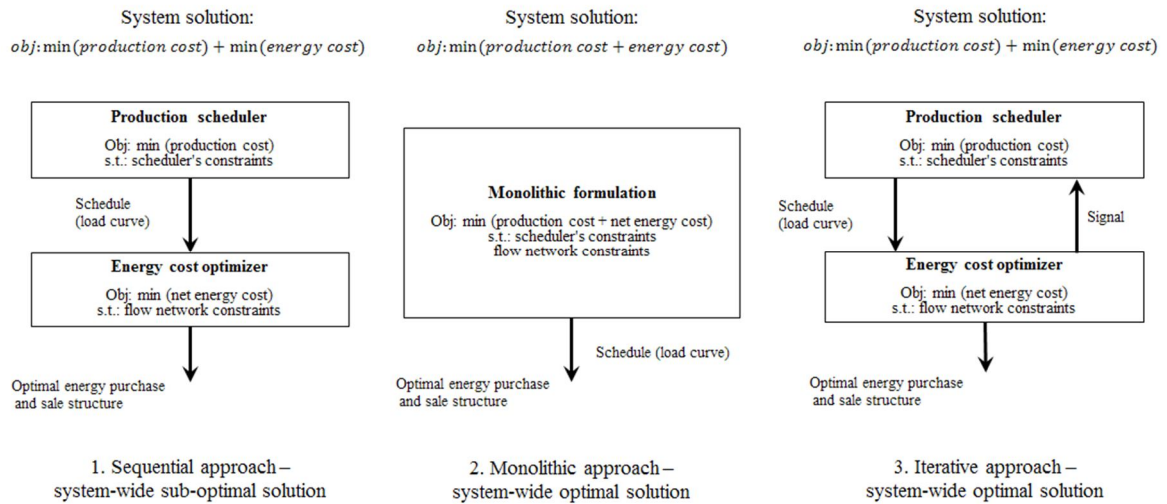 System solution:
obj: min (production cost) + min(energy cost)
Production scheduler
Obj: min (production cost)
s.t.: scheduler's constraints
Schedule
(load curve)
Energy cost optimizer
Obj: min (net energy cost)
s.t.: flow network constraints
Optimal energy purchase
and sale structure
1. Sequential approach –
system-wide sub-optimal solution
System solution:
obj: min(production cost + energy cost)
Monolithic formulation
Obj: min (production cost + net energy cost)
s.t.: scheduler's constraints
flow network constraints
Schedule (load curve)
Optimal energy purchase
and sale structure
2. Monolithic approach –
system-wide optimal solution
System solution:
obj: min(production cost) + min(energy cost)
Production scheduler
Obj: min (production cost)
s.t.: scheduler's constraints
Schedule
(load curve)
Signal
Energy cost optimizer
Obj: min (net energy cost)
s.t.: flow network constraints
Optimal energy purchase
and sale structure
3. Iterative approach –
system-wide optimal solution